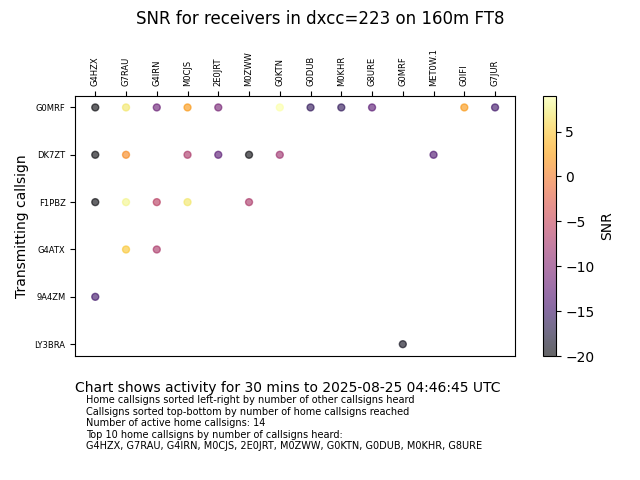 SNR for receivers in dxcc=223 on 160m FT8
G4HZX
G7RAU
G4IRN
M0CJS
2E0JRT
M0ZWW
G0KTN
G0DUB
M0KHR
G8URE
G0MRF
MET0W.1
G0IFI
G7JUR
G0MRF
DK7ZT
F1PBZ
G4ATX
9A4ZM
LY3BRA
Transmitting callsign
5
0
−5
−10
−15
−20
SNR
Chart shows activity for 30 mins to 2025-08-25 04:46:45 UTC
Home callsigns sorted left-right by number of other callsigns heard
Callsigns sorted top-bottom by number of home callsigns reached
Number of active home callsigns: 14
Top 10 home callsigns by number of callsigns heard:
G4HZX, G7RAU, G4IRN, M0CJS, 2E0JRT, M0ZWW, G0KTN, G0DUB, M0KHR, G8URE